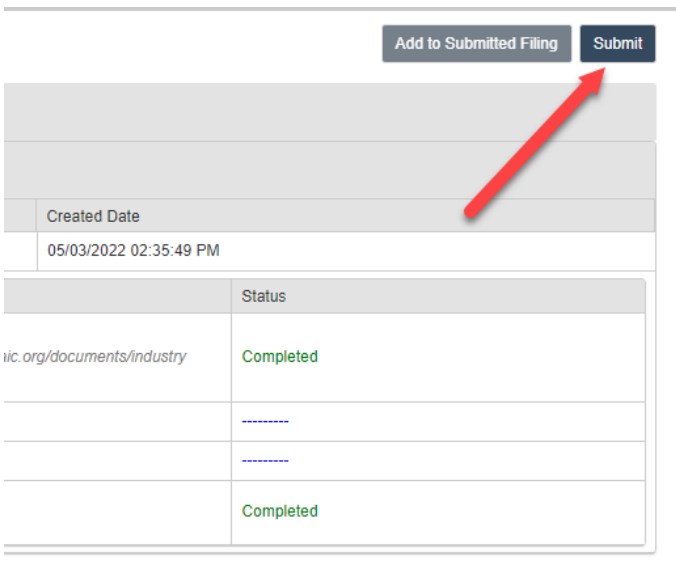 Add to Submitted Filing Submit
Created Date
05/03/2022 02:35:49 PM
Status
ic.org/documents/industry Completed
---------
---------
Completed